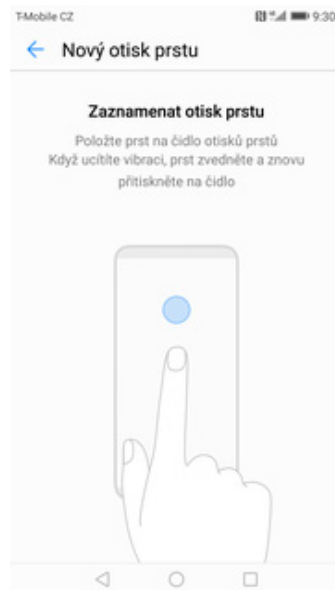 T-Mobile CZ 9:30
Nový otisk prstu
Zaznamenat otisk prstu
Položte prst na čidlo otisků prstů
Když ucítíte vibraci, prst zvedněte a znovu
přitiskněte na čidlo